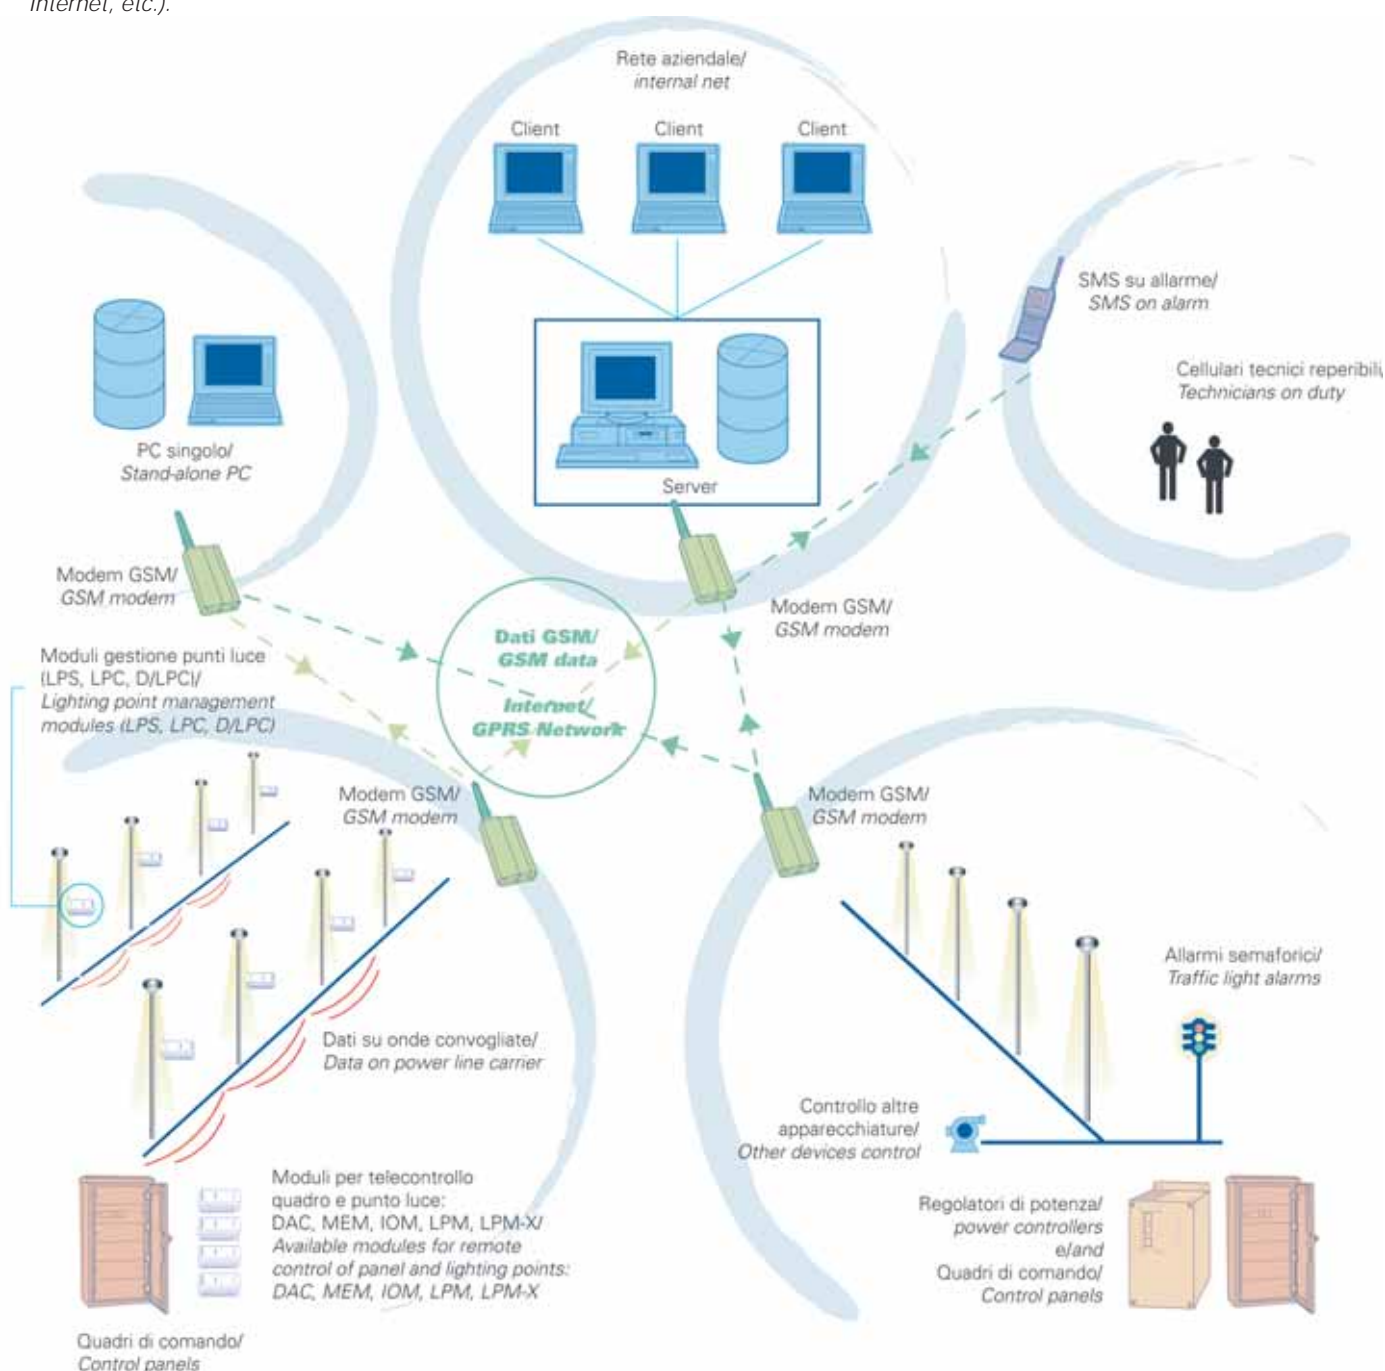 Internet, etc.).
Rete aziendale/
internal net
Client
Client
Client
SMS su allarme/
SMS on alarm
Cellulari tecnici reperibili/
Technicians on duty
PC singolo/
Stand-alone PC
Server
Modem GSM/
GSM modem
Modem GSM/
GSM modem
Dati GSM/
GSM data
Internet/
GPRS Network
Moduli gestione punti luce
(LPS, LPC, D/LPC)/
Lighting point management
modules (LPS, LPC, D/LPC)
Modem GSM/
GSM modem
Modem GSM/
GSM modem
Allarmi semaforici/
Traffic light alarms
Dati su onde convogliate/
Data on power line carrier
Controllo altre
apparecchiature/
Other devices control
Moduli per telecontrollo
quadro e punto luce:
DAC, MEM, IOM, LPM, LPM-X/
Available modules for remote
control of panel and lighting points:
DAC, MEM, IOM, LPM, LPM-X
Regolatori di potenza/
power controllers
e/and
Quadri di comando/
Control panels
Quadri di comando/
Control panels